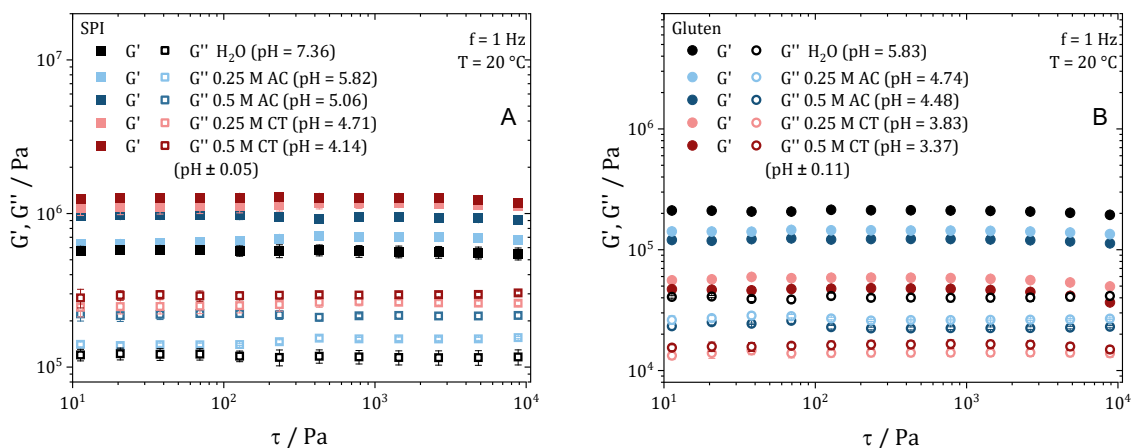 SPI
G' G'' H₂O (pH = 7.36)
G' G'' 0.25 M AC (pH = 5.82)
G' G'' 0.5 M AC (pH = 5.06)
G' G'' 0.25 M CT (pH = 4.71)
G' G'' 0.5 M CT (pH = 4.14)
(pH ± 0.05)
f = 1 Hz
T = 20 °C
A
10⁷
10⁶
10⁵
G', G'' / Pa
10¹ 10² 10³ 10⁴
τ / Pa
Gluten
G' G'' H₂O (pH = 5.83)
G' G'' 0.25 M AC (pH = 4.74)
G' G'' 0.5 M AC (pH = 4.48)
G' G'' 0.25 M CT (pH = 3.83)
G' G'' 0.5 M CT (pH = 3.37)
(pH ± 0.11)
f = 1 Hz
T = 20 °C
B
10⁶
10⁵
10⁴
G', G'' / Pa
10¹ 10² 10³ 10⁴
τ / Pa